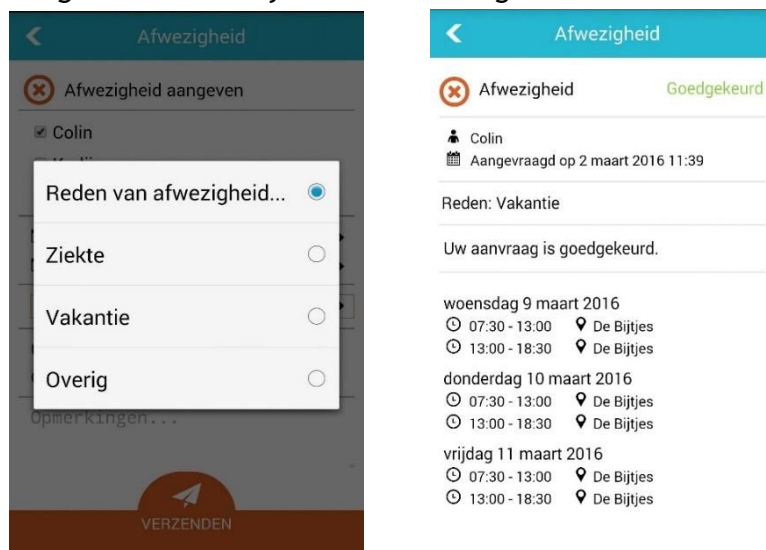 Afwezigheid
Afwezigheid aangeven
Colin
Reden van afwezigheid...
Ziekte
Vakantie
Overig
Opmerkingen...
VERZENDEN
Afwezigheid
Afwezigheid Goedgekeurd
Colin
Aangevraagd op 2 maart 2016 11:39
Reden: Vakantie
Uw aanvraag is goedgekeurd.
woensdag 9 maart 2016
07:30 - 13:00 De Bijtjes
13:00 - 18:30 De Bijtjes
donderdag 10 maart 2016
07:30 - 13:00 De Bijtjes
13:00 - 18:30 De Bijtjes
vrijdag 11 maart 2016
07:30 - 13:00 De Bijtjes
13:00 - 18:30 De Bijtjes